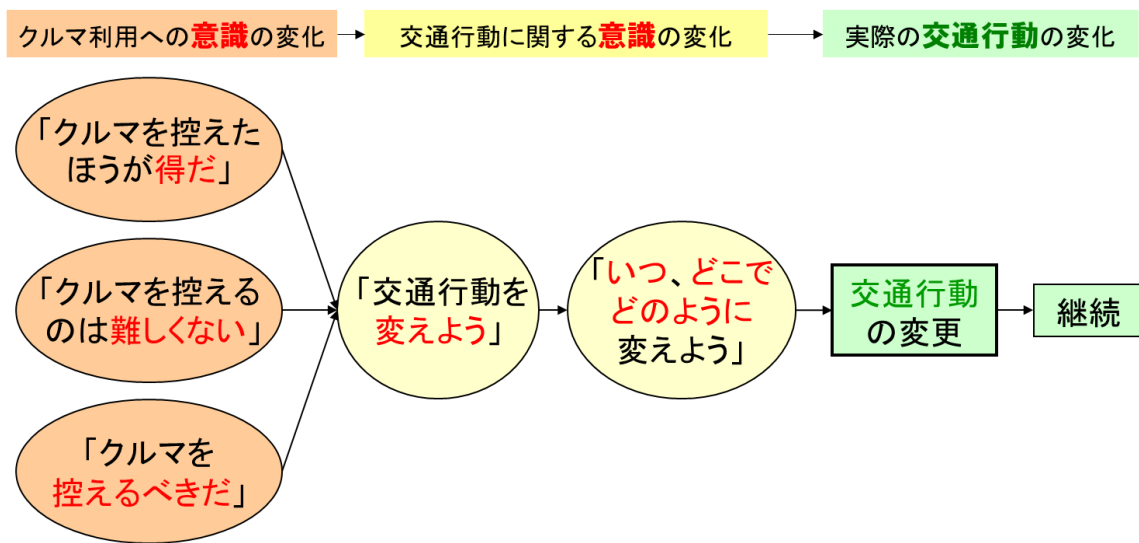 クルマ利用への意識の変化
交通行動に関する意識の変化
実際の交通行動の変化
「クルマを控えた
ほうが得だ」
「クルマを控える
のは難しくない」
「クルマを
控えるべきだ」
「交通行動を
変えよう」
「いつ、どこで
どのように
変えよう」
交通行動
の変更
継続